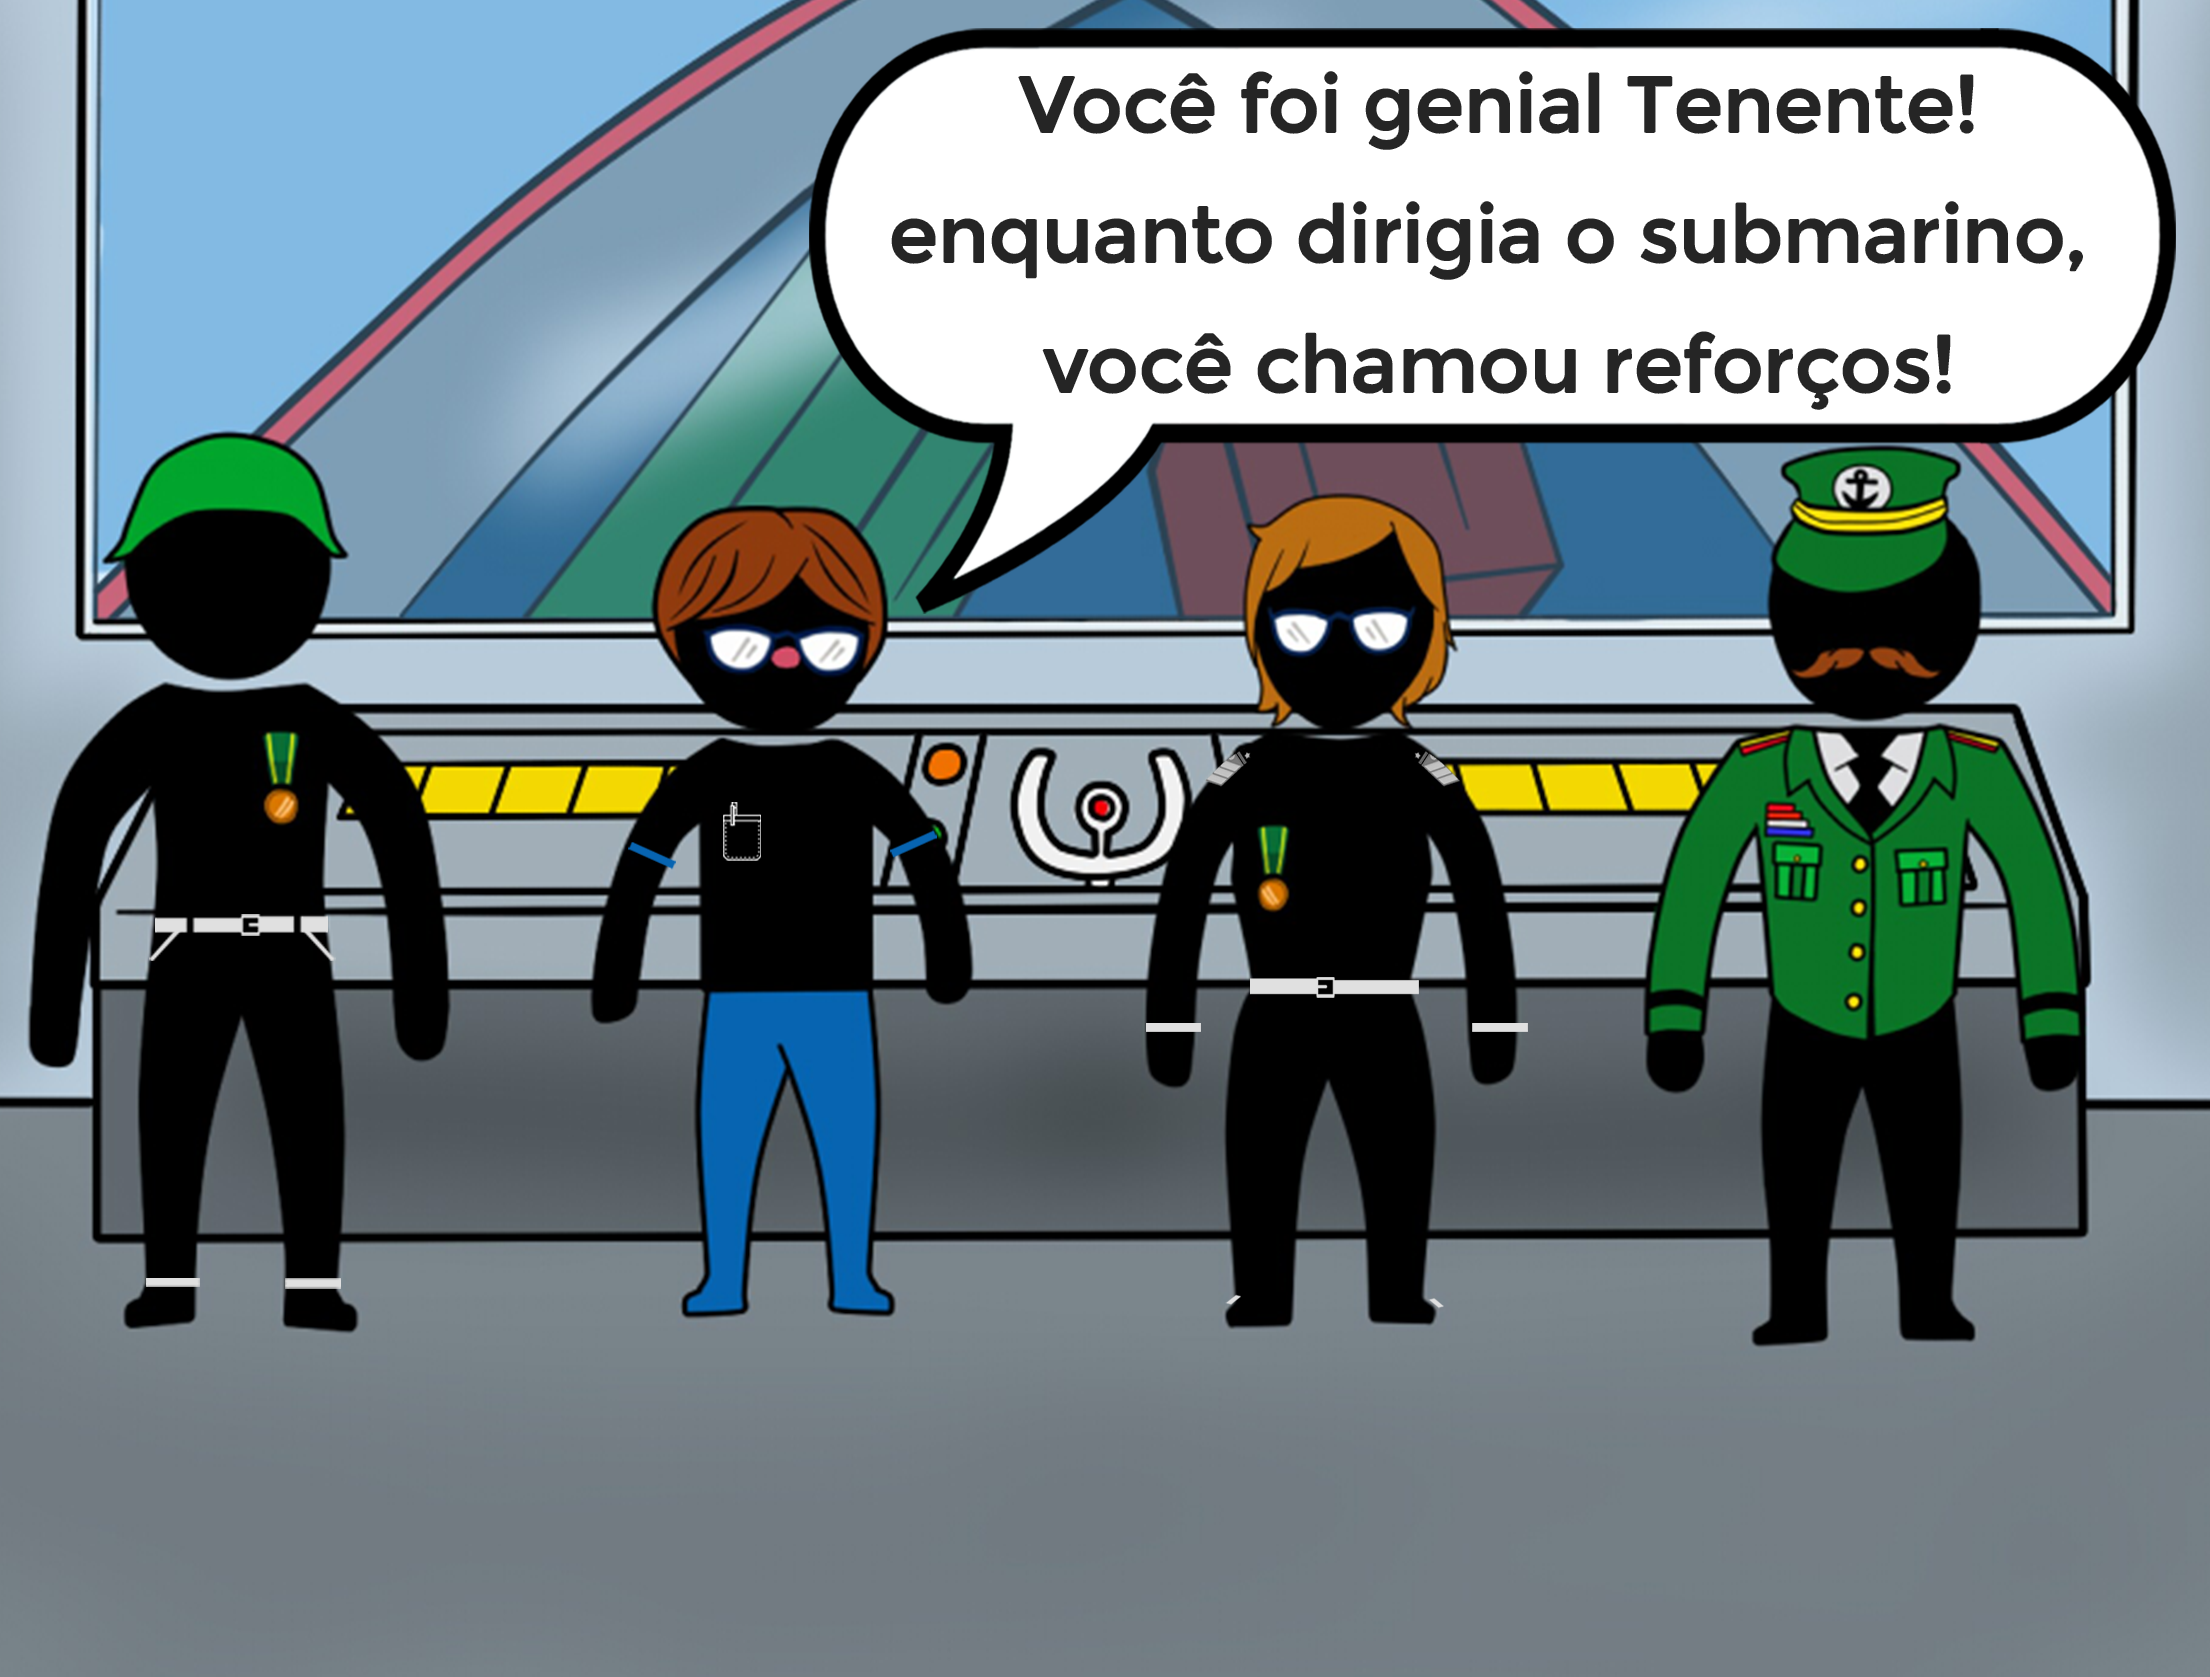 Você foi genial Tenente!
enquanto dirigia o submarino,
você chamou reforços!